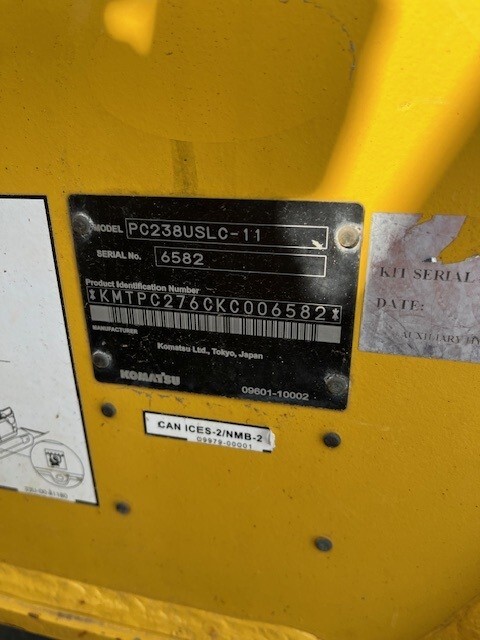 MODEL PC238USLC-11
SERIAL No. 6582
Product Identification Number
*KMTPC276CKC006582*
MANUFACTURER
Komatsu Ltd., Tokyo, Japan
KOMATSU 09601-10002
KIT SERIAL
DATE:
AUXILIARY
CAN ICES-2/NMB-2
09979-00001